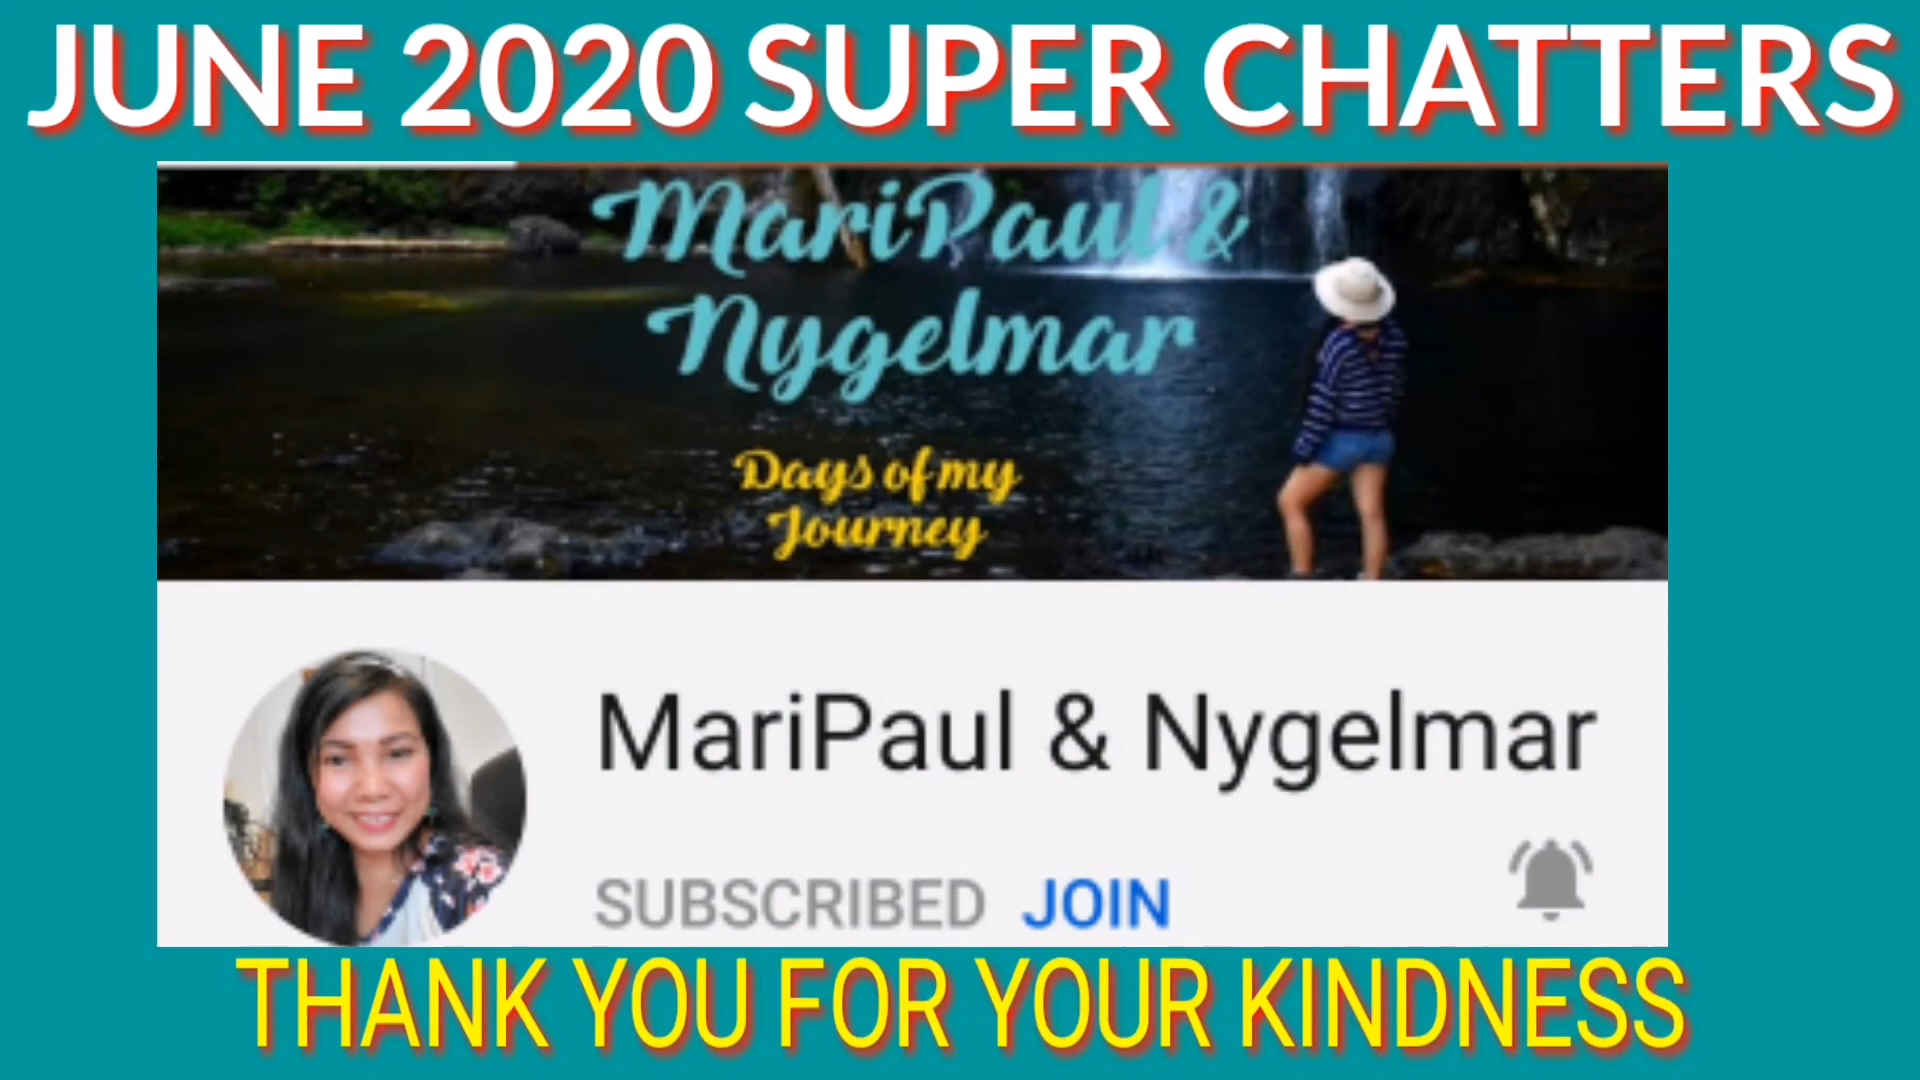 JUNE 2020 SUPER CHATTERS
MariPaul &
Nygelmar
Days of my
Journey
MariPaul & Nygelmar
SUBSCRIBED JOIN
THANK YOU FOR YOUR KINDNESS